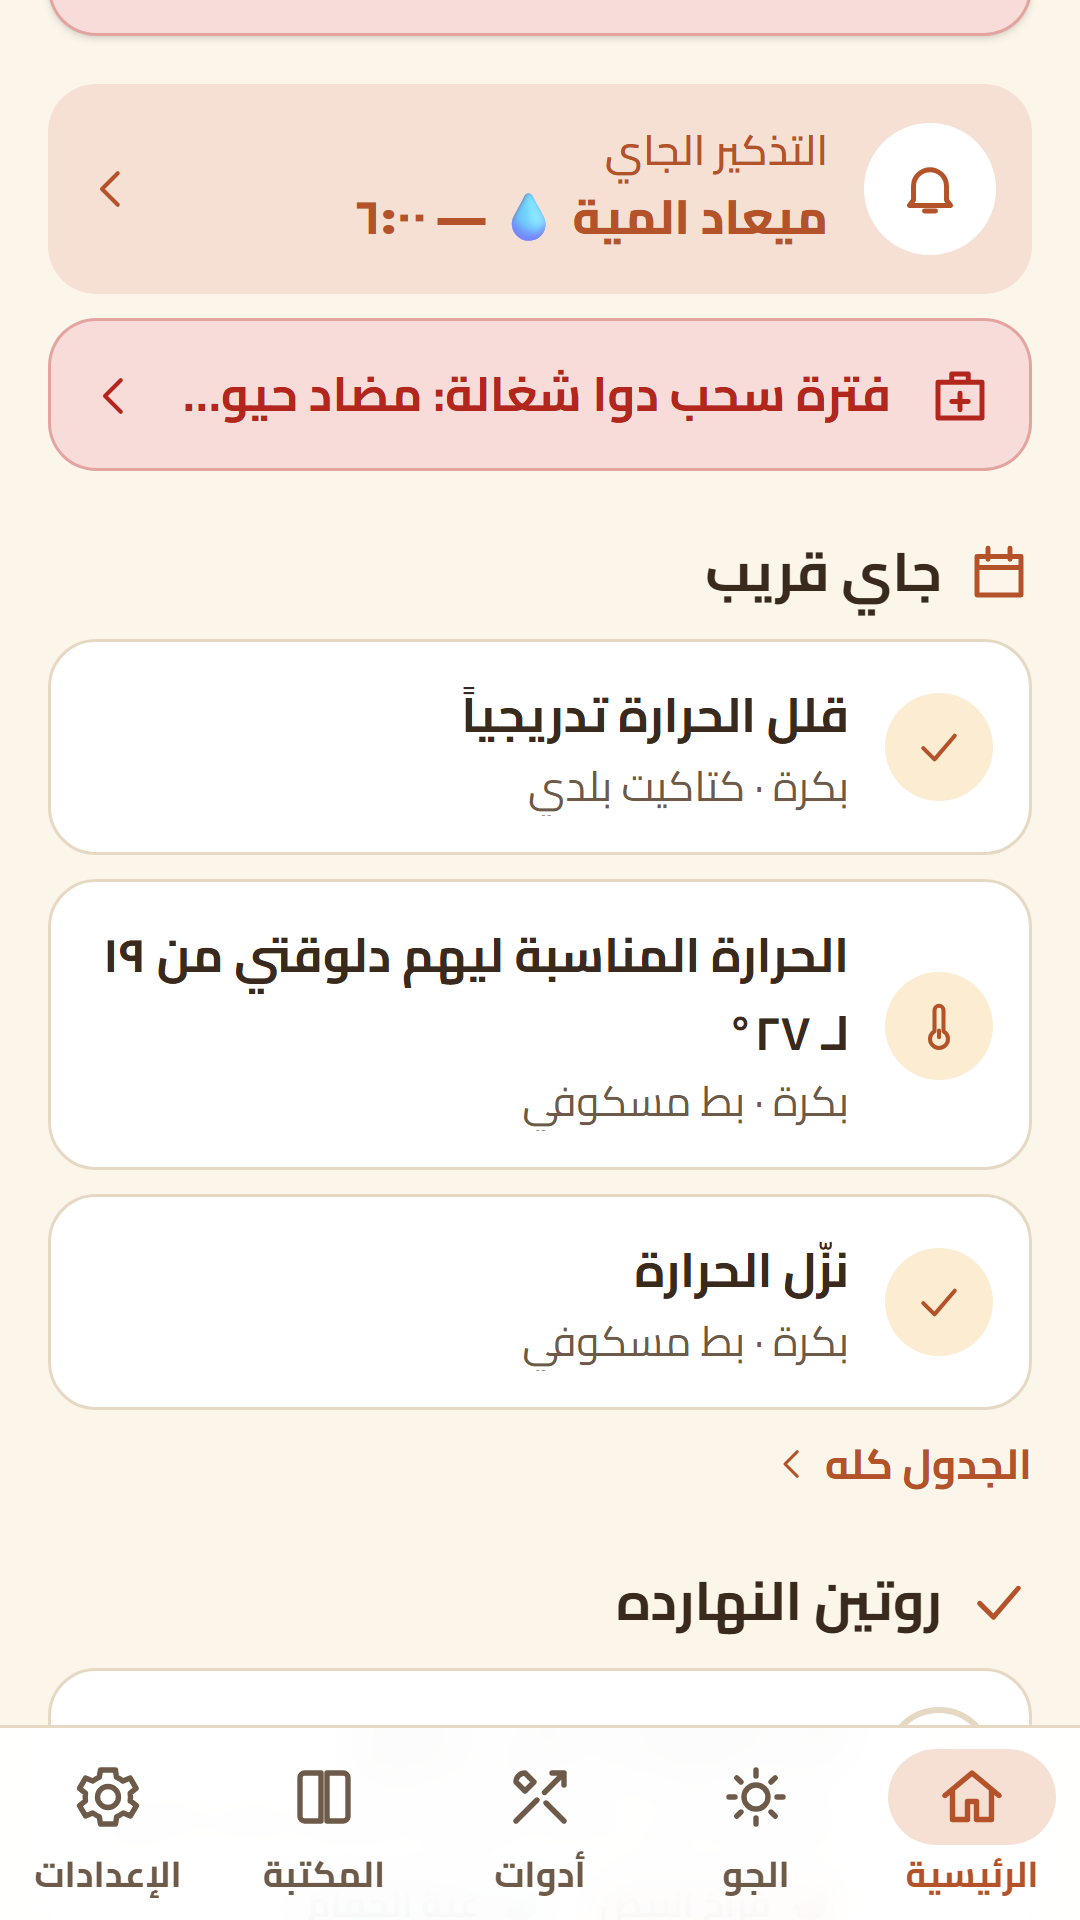 التذكير الجاي
ميعاد المية 💧 — ٦:٠٠
فترة سحب دوا شغالة: مضاد حيو...
جاي قريب
قلل الحرارة تدريجياً
بكرة · كتاكيت بلدي
الحرارة المناسبة ليهم دلوقتي من ١٩
لـ ٢٧°
بكرة · بط مسكوفي
نزّل الحرارة
بكرة · بط مسكوفي
الجدول كله
روتين النهارده
الرئيسية
الجو
أدوات
المكتبة
الإعدادات